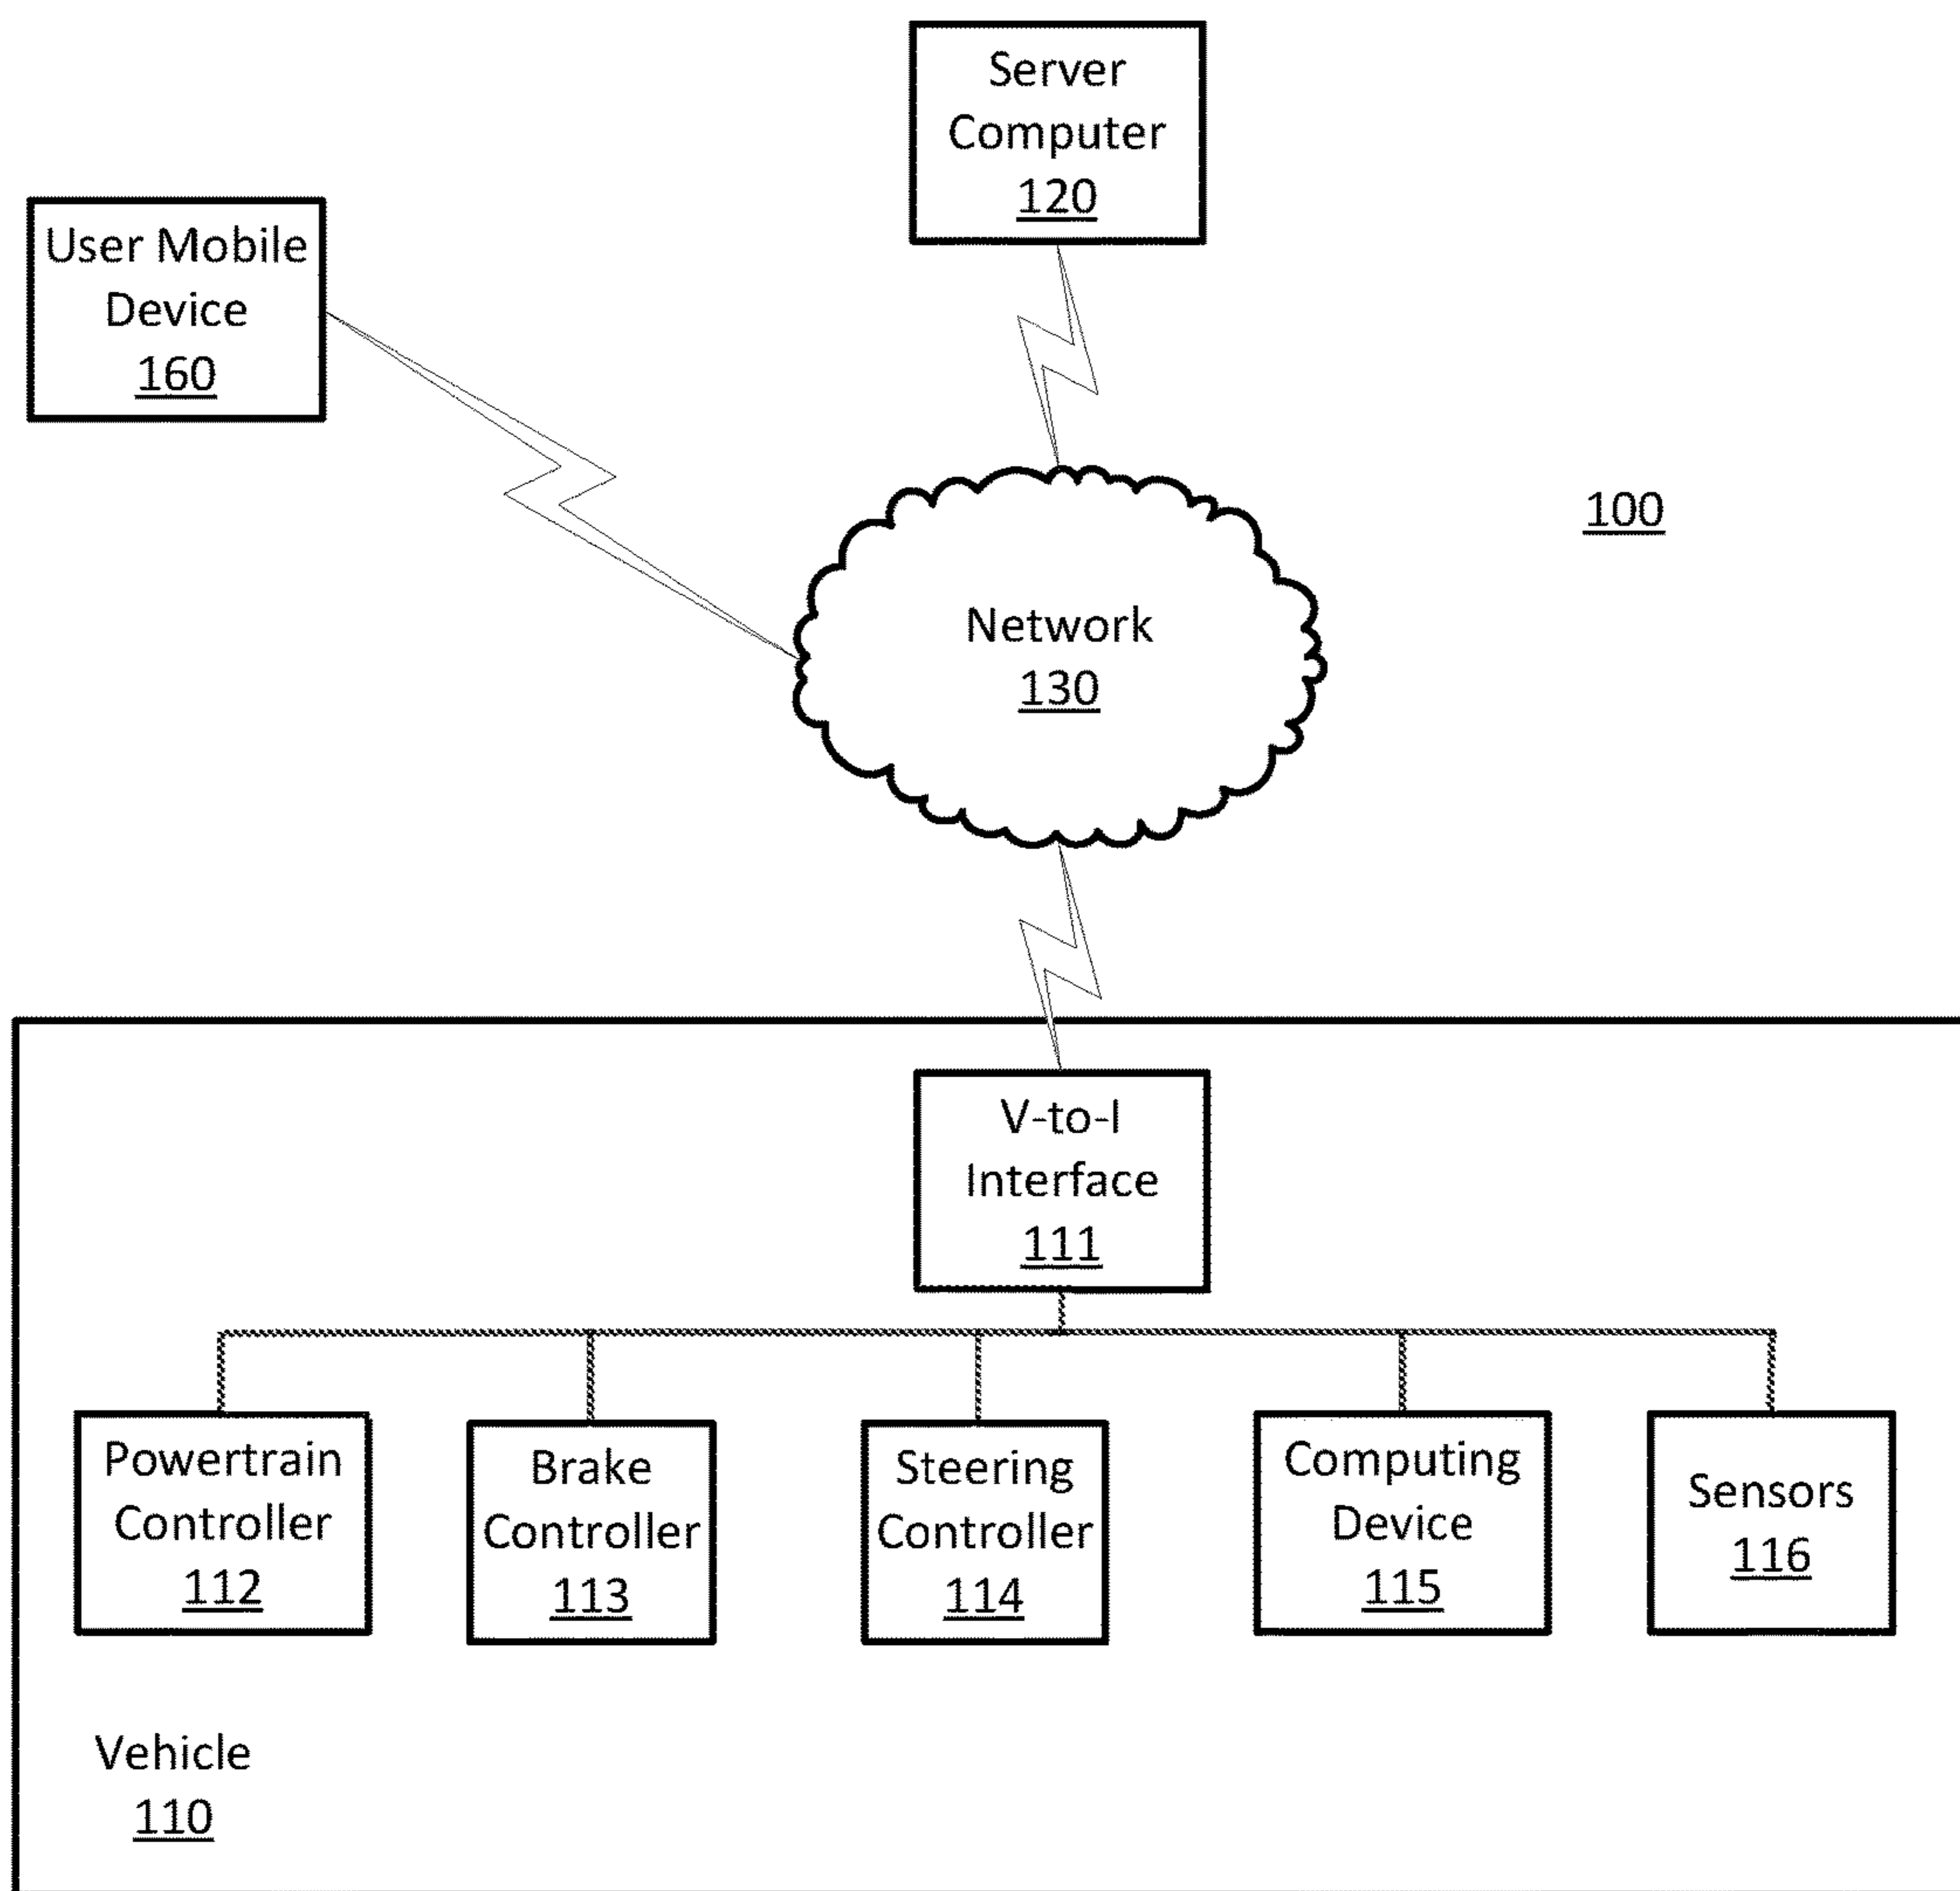 Server
Computer
120
User Mobile
Device
160
100
Network
130
V-to-I
Interface
111
Powertrain
Controller
112
Brake
Controller
113
Steering
Controller
114
Computing
Device
115
Sensors
116
Vehicle
110